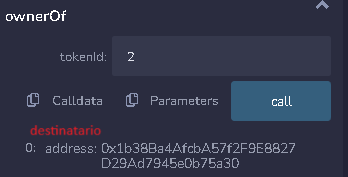 ownerOf
tokenId: 2
Calldata Parameters call
destinatario
0: address: 0x1b38Ba4AfcbA57f2F9E8827
D29Ad7945e0b75a30